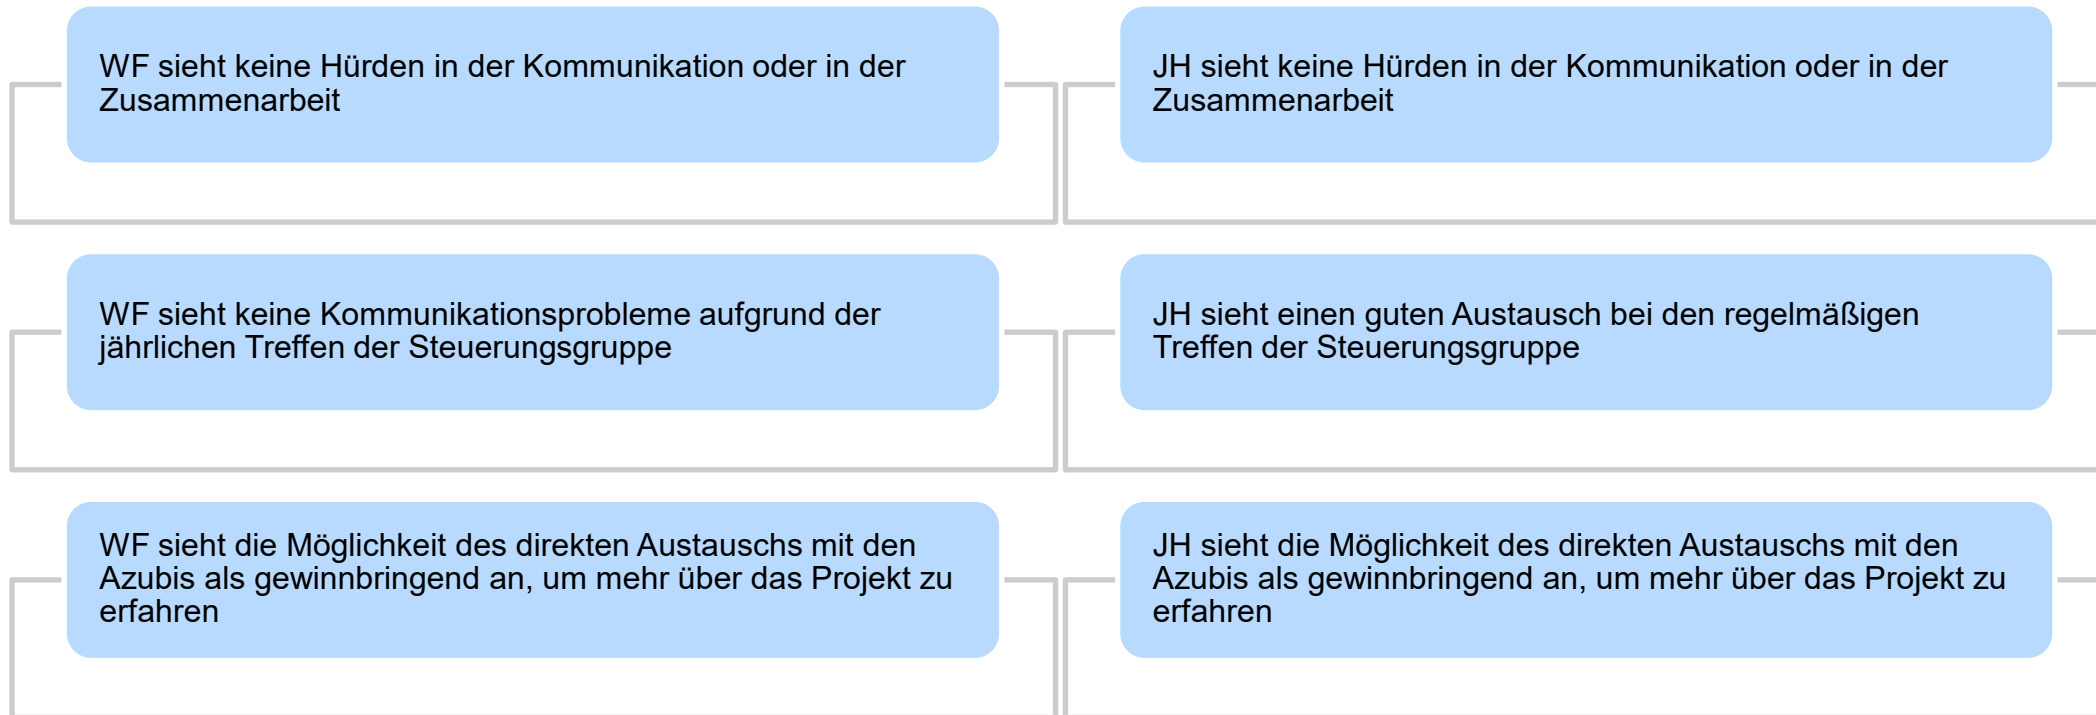 WF sieht keine Hürden in der Kommunikation oder in der
Zusammenarbeit
JH sieht keine Hürden in der Kommunikation oder in der
Zusammenarbeit
WF sieht keine Kommunikationsprobleme aufgrund der
jährlichen Treffen der Steuerungsgruppe
JH sieht einen guten Austausch bei den regelmäßigen
Treffen der Steuerungsgruppe
WF sieht die Möglichkeit des direkten Austauschs mit den
Azubis als gewinnbringend an, um mehr über das Projekt zu
erfahren
JH sieht die Möglichkeit des direkten Austauschs mit den
Azubis als gewinnbringend an, um mehr über das Projekt zu
erfahren